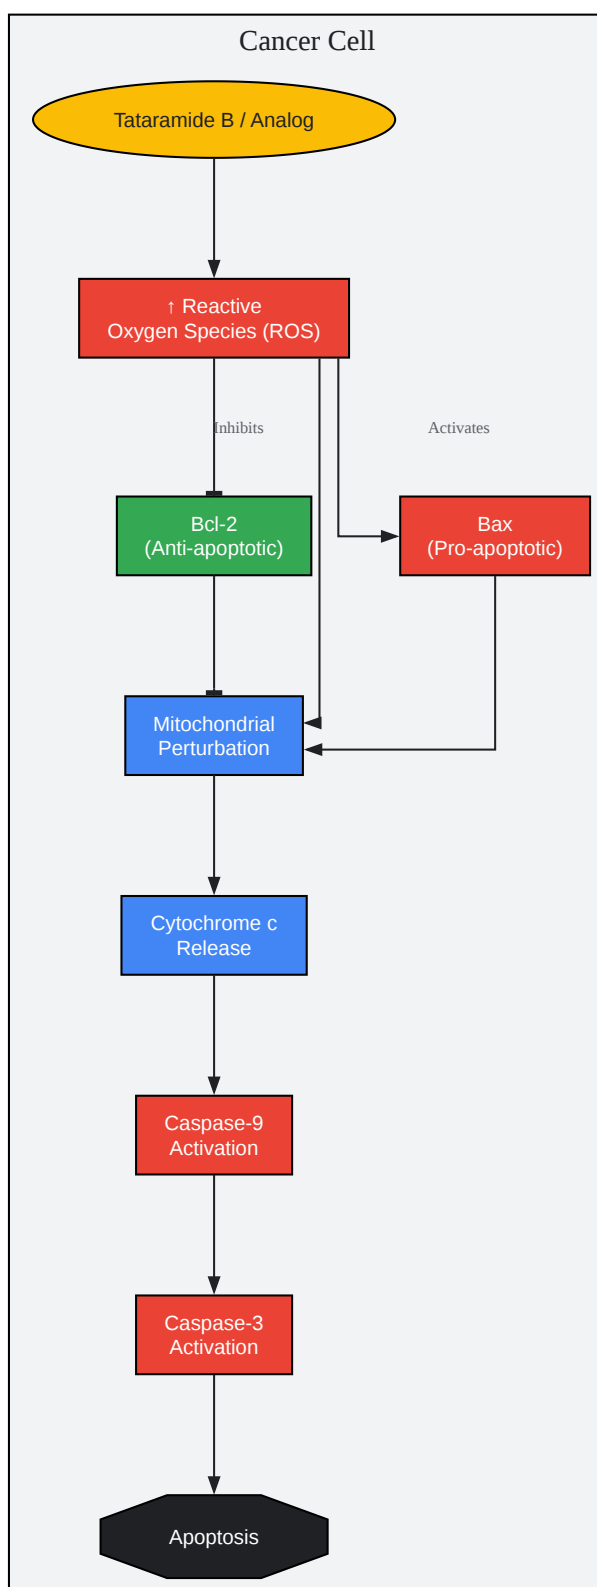 Cancer Cell
Tataramide B / Analog
↑ Reactive
Oxygen Species (ROS)
Inhibits
Activates
Bcl-2
(Anti-apoptotic)
Bax
(Pro-apoptotic)
Mitochondrial
Perturbation
Cytochrome c
Release
Caspase-9
Activation
Caspase-3
Activation
Apoptosis